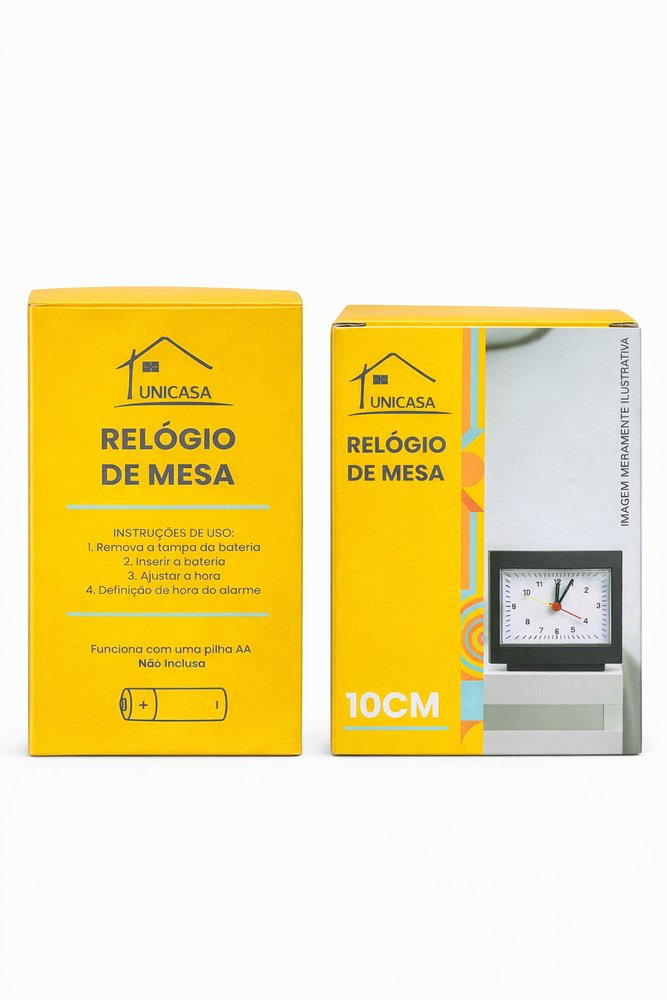 UNICASA
RELÓGIO
DE MESA
INSTRUÇÕES DE USO:
1. Remova a tampa da bateria
2. Inserir a bateria
3. Ajustar a hora
4. Definição de hora do alarme
Funciona com uma pilha AA
Não Inclusa
+
UNICASA
RELÓGIO
DE MESA
10CM
IMAGEM MERAMENTE ILUSTRATIVA
12
1
2
3
4
5
6
7
8
9
10
11